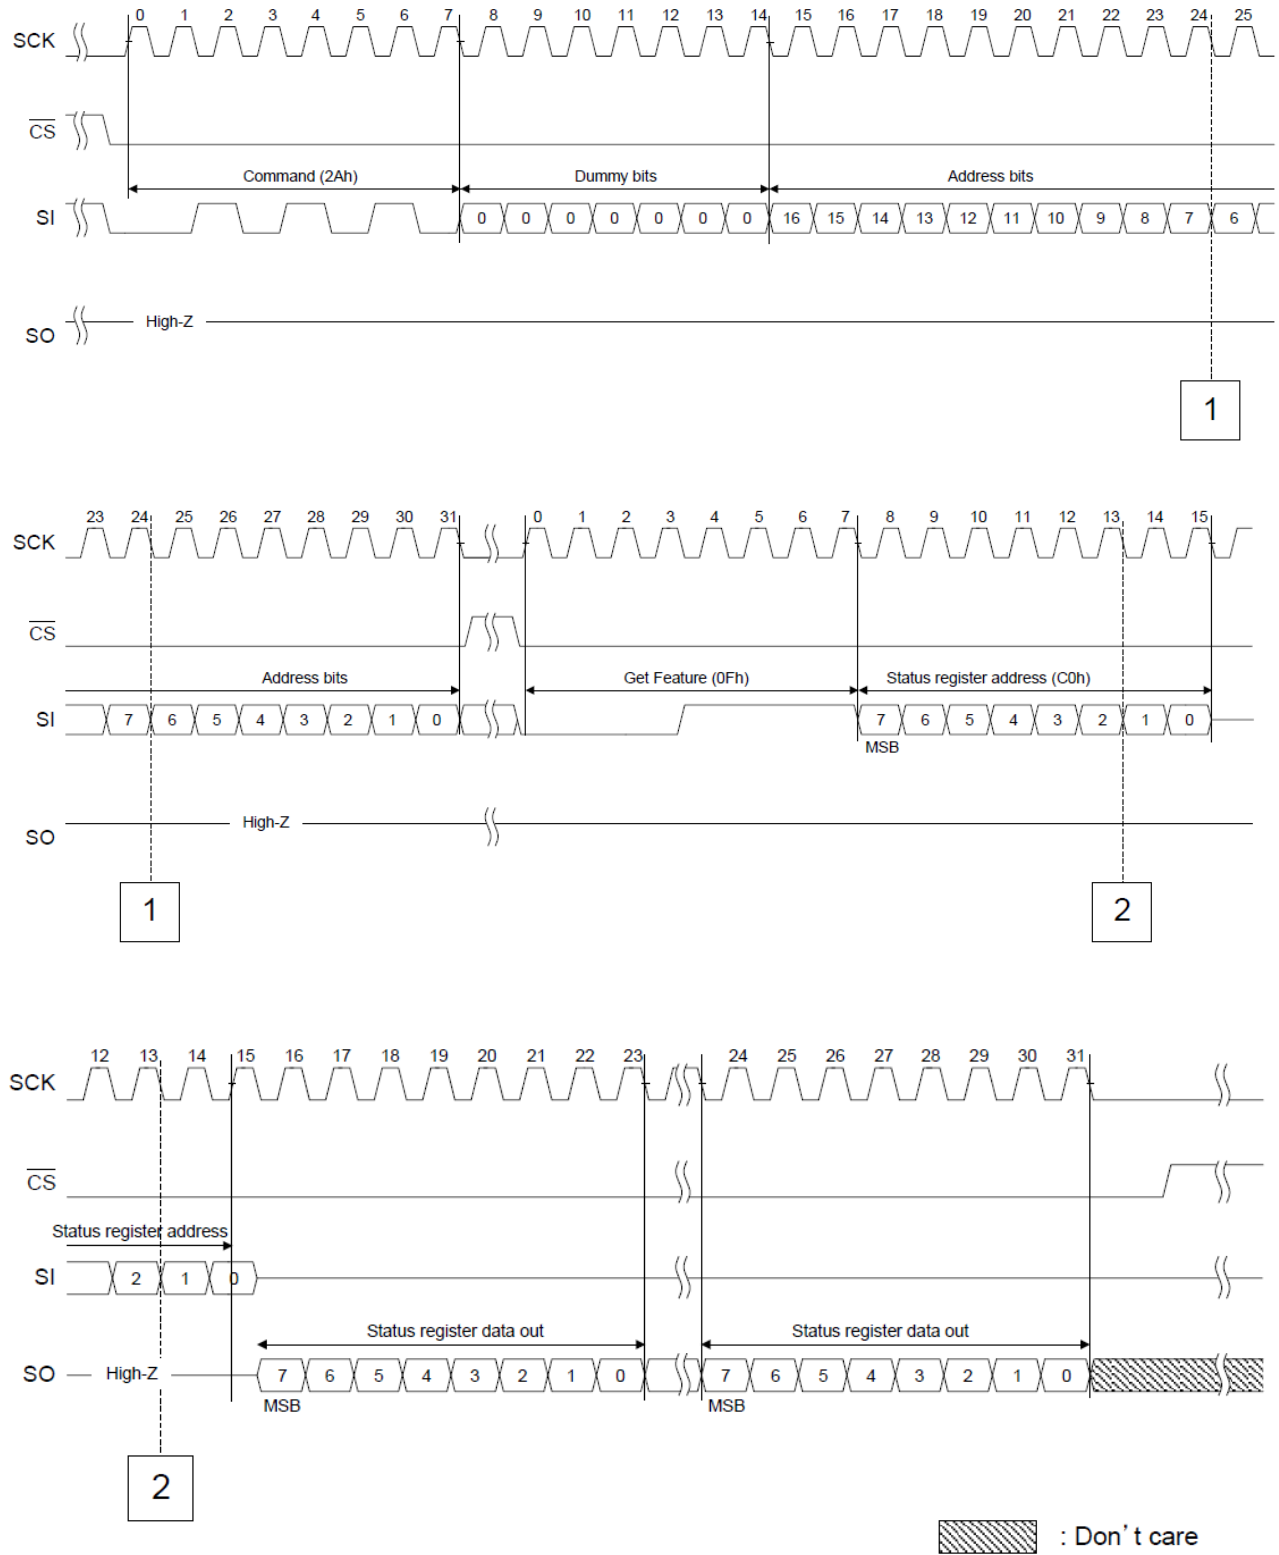 0 1 2 3 4 5 6 7 8 9 10 11 12 13 14 15 16 17 18 19 20 21 22 23 24 25
SCK
CS
Command (2Ah) Dummy bits Address bits
SI 0 0 0 0 0 0 0 16 15 14 13 12 11 10 9 8 7 6
SO High-Z
1
23 24 25 26 27 28 29 30 31 0 1 2 3 4 5 6 7 8 9 10 11 12 13 14 15
SCK
CS
Address bits Get Feature (0Fh) Status register address (C0h)
SI 7 6 5 4 3 2 1 0 7 6 5 4 3 2 1 0
MSB
SO High-Z
1 2
12 13 14 15 16 17 18 19 20 21 22 23 24 25 26 27 28 29 30 31
SCK
CS
Status register address
SI 2 1 0
Status register data out Status register data out
SO High-Z 7 6 5 4 3 2 1 0 7 6 5 4 3 2 1 0
MSB MSB
2
: Don't care